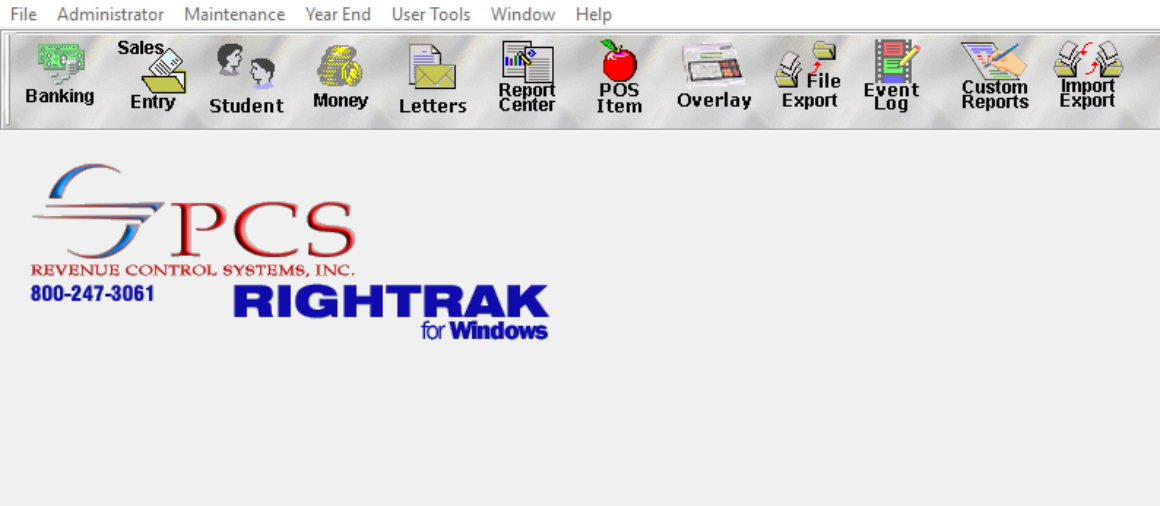 File Administrator Maintenance Year End User Tools Window Help
Banking
Sales
Entry
Student
Money
Letters
Report
Center
POS
Item
Overlay
File
Export
Event
Log
Custom
Reports
Import
Export
PCS
REVENUE CONTROL SYSTEMS, INC.
800-247-3061
RIGHTRAK
for Windows